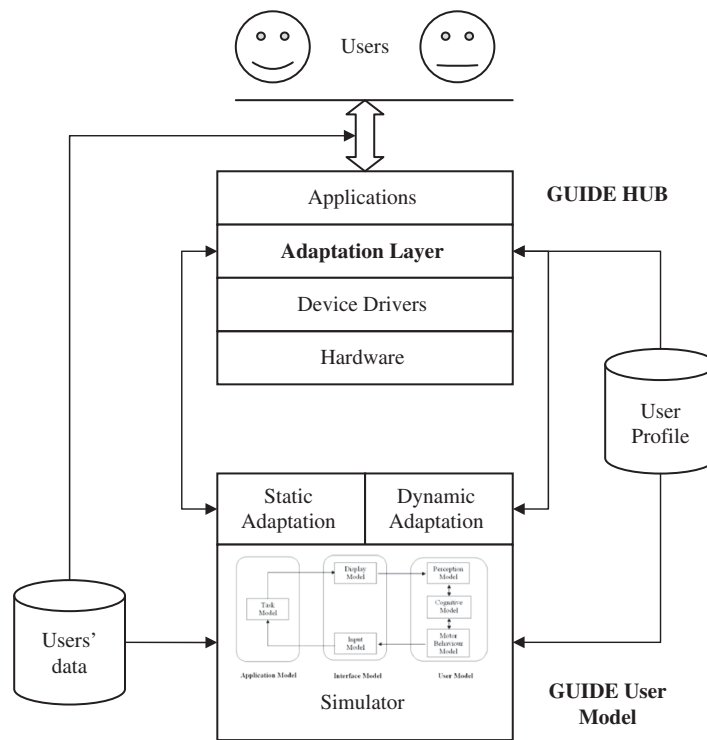 Users
Applications
GUIDE HUB
Adaptation Layer
Device Drivers
Hardware
User
Profile
Static
Adaptation
Dynamic
Adaptation
Display
Model
Perception
Model
Task
Model
Cognitive
Model
Input
Model
Motor
Behaviour
Model
Application Model
Interface Model
User Model
Simulator
Users'
data
GUIDE User
Model